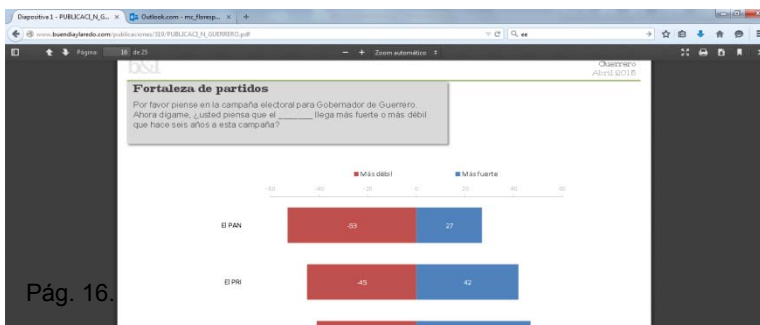 Diapositive 1 - PUBLICACI_N_G...
Outlook.com - mc_floresp...
www.buendiaylaredo.com/publicaciones/319/PUBLICACI_N_GUERRERO.pdf
Página: 16 de 25
Zoom automático
b&l
Guerrero
Abril 2015
Fortaleza de partidos
Por favor piense en la campaña electoral para Gobernador de Guerrero.
Ahora dígame, ¿usted piensa que el _______ llega más fuerte o más débil
que hace seis años a esta campaña?
Más débil Más fuerte
-60 -40 -20 0 20 40 60
El PAN -53 27
El PRI -45 42
Pág. 16.